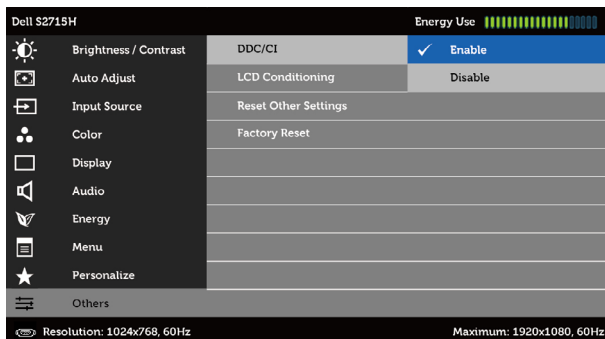 Dell S2715H Energy Use
Brightness / Contrast DDC/CI Enable
Auto Adjust LCD Conditioning Disable
Input Source Reset Other Settings
Color Factory Reset
Display
Audio
Energy
Menu
Personalize
Others
Resolution: 1024x768, 60Hz Maximum: 1920x1080, 60Hz